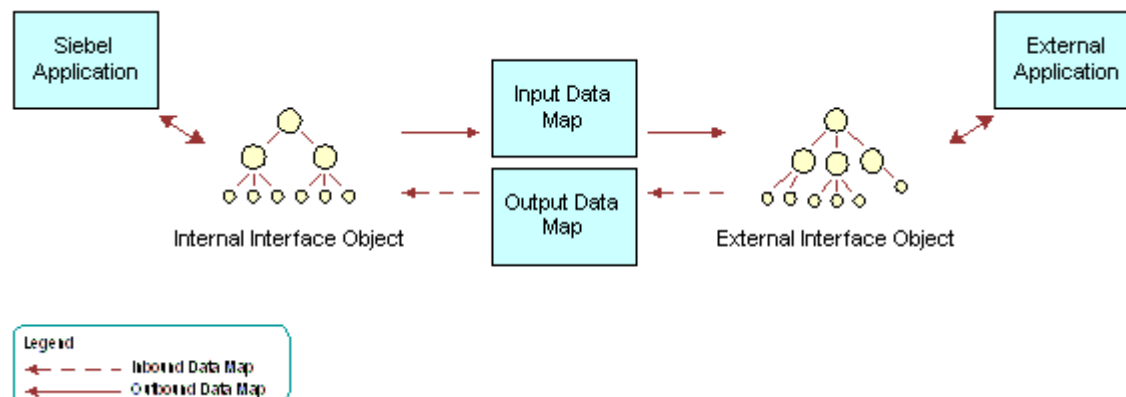 Siebel
Application
External
Application
Input Data
Map
Output Data
Map
Internal Interface Object
External Interface Object
Legend
Inbound Data Map
Outbound Data Map